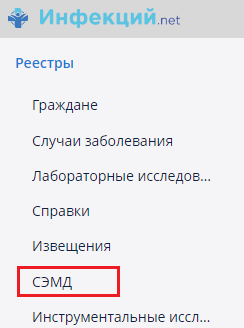 Инфекций.net
Реестры
Граждане
Случаи заболевания
Лабораторные исследов...
Справки
Извещения
СЭМД
Инструментальные иссл...